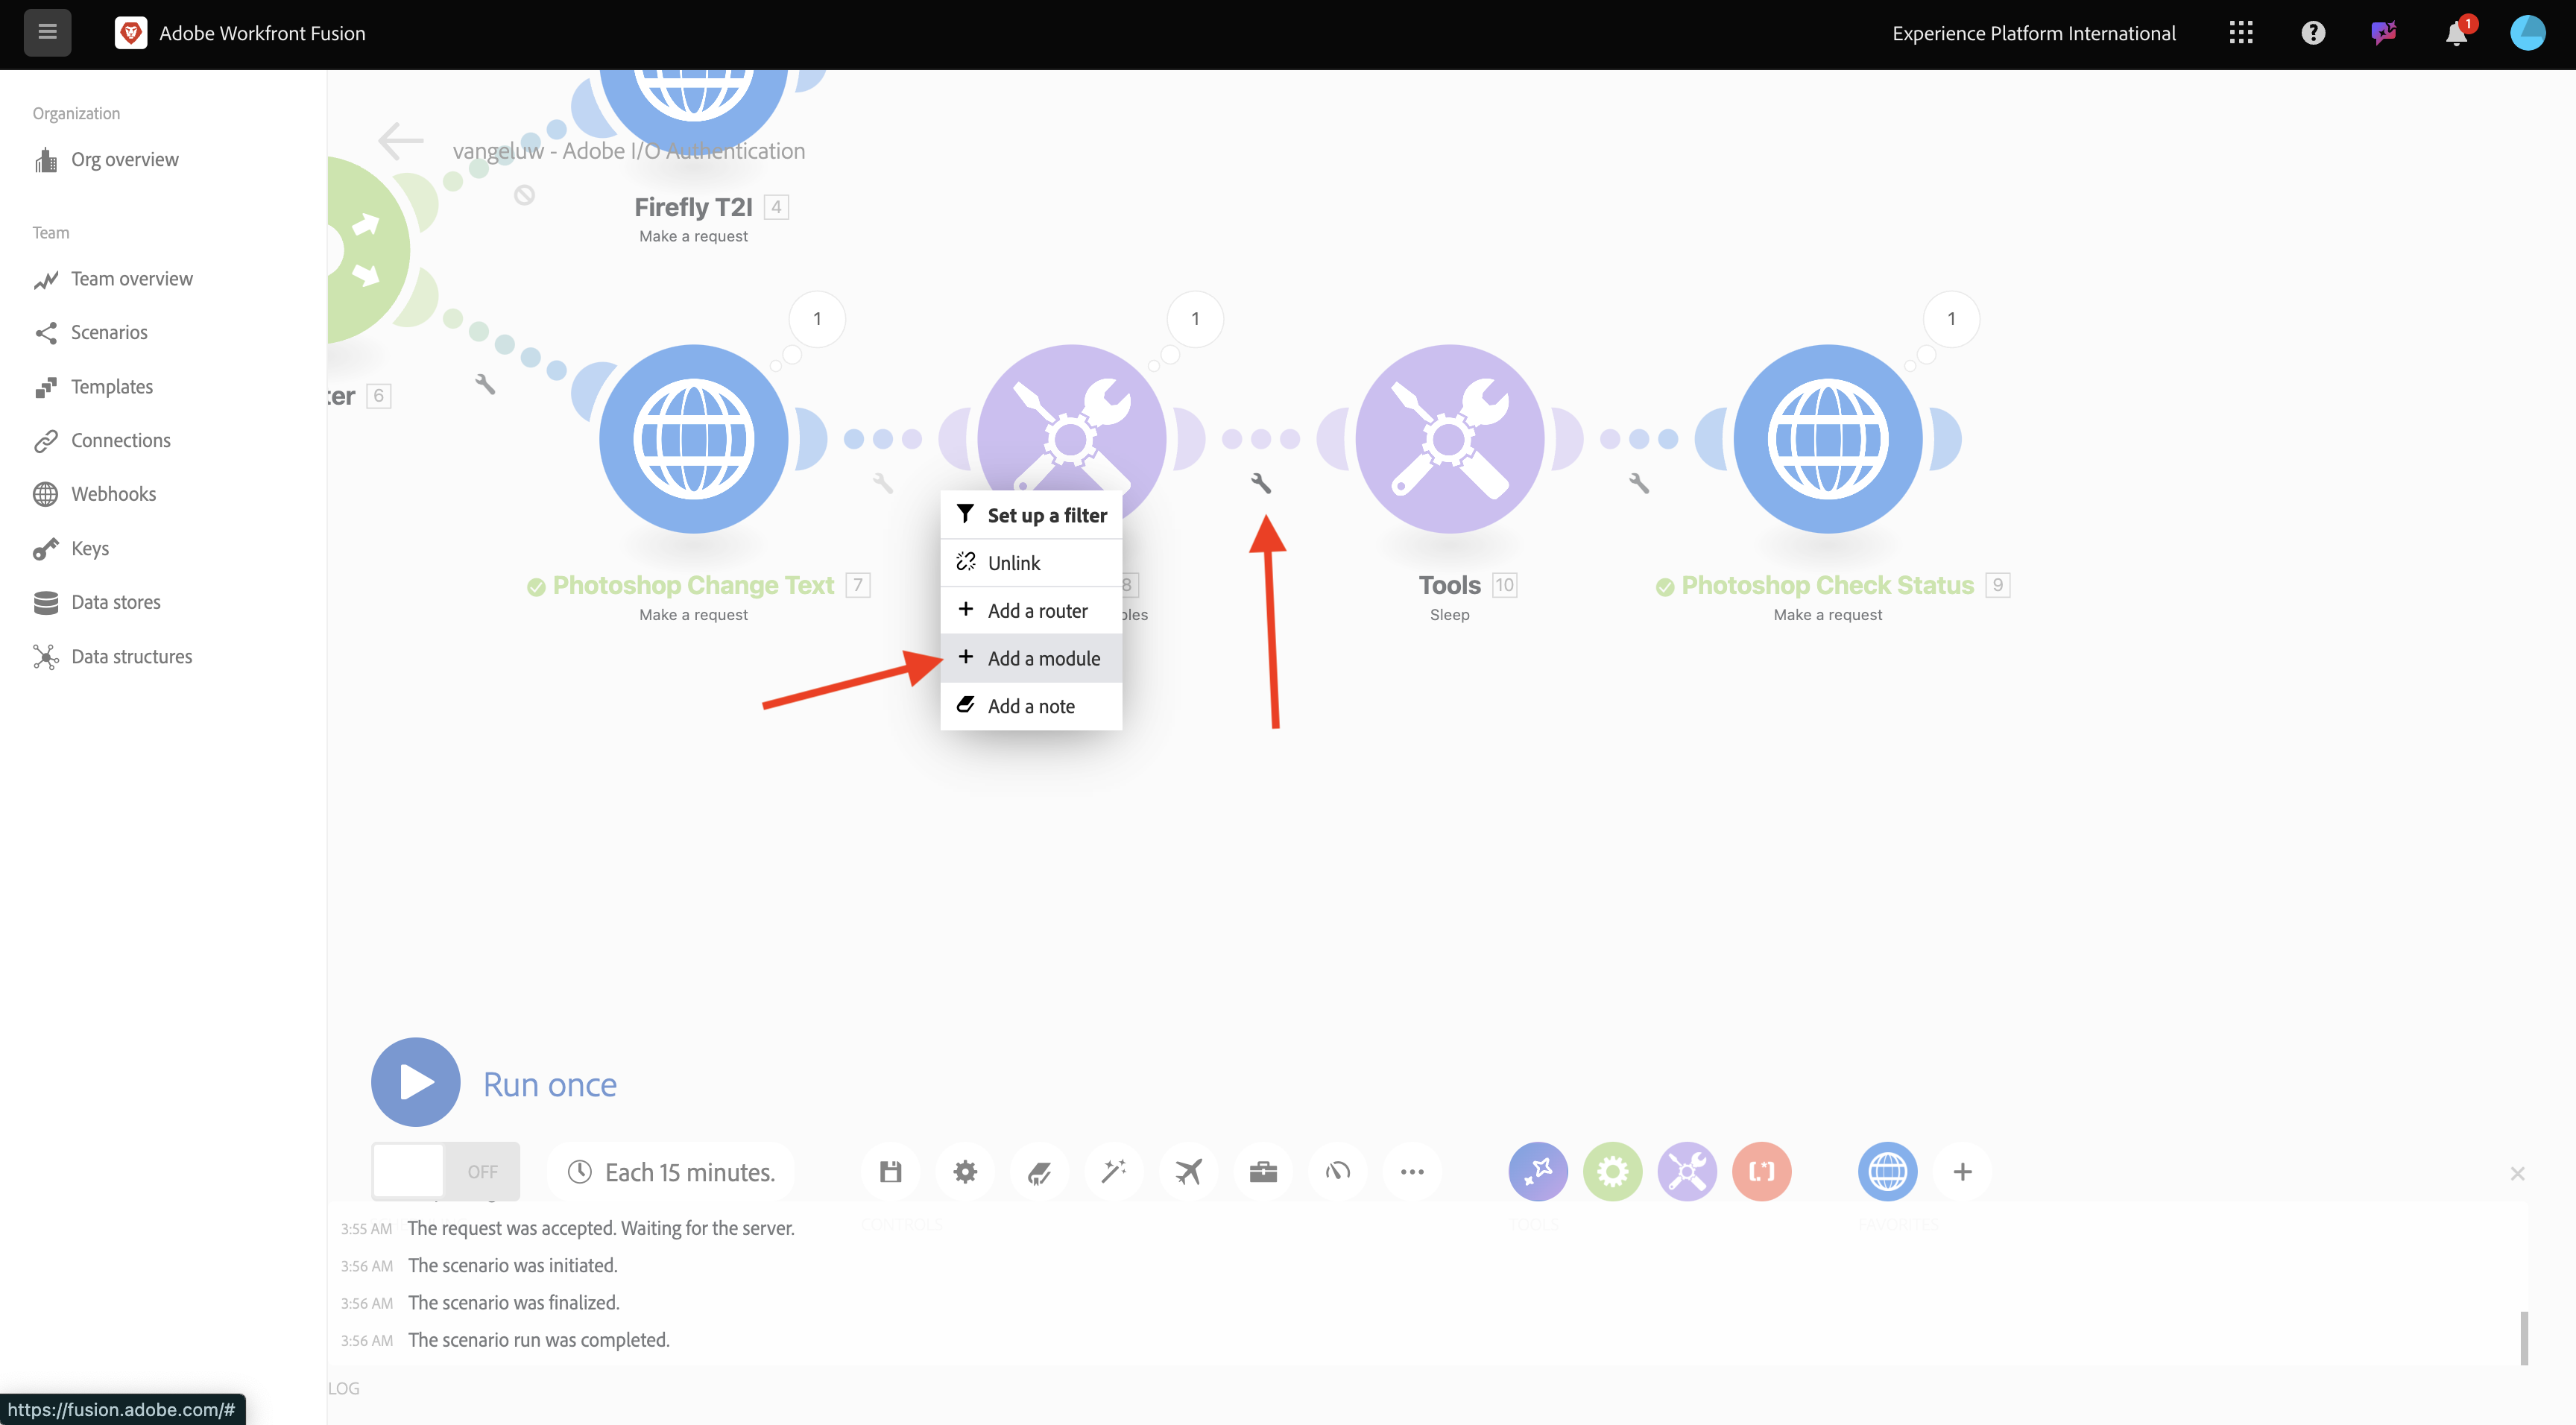 Adobe Workfront Fusion
Experience Platform International
1
Organization
Org overview
Team
Team overview
Scenarios
Templates
Connections
Webhooks
Keys
Data stores
Data structures
vangeluw - Adobe I/O Authentication
Firefly T2I 4
Make a request
ter 6
1
1
1
Photoshop Change Text 7
Make a request
8
bles
Tools 10
Sleep
Photoshop Check Status 9
Make a request
Set up a filter
Unlink
Add a router
Add a module
Add a note
Run once
OFF
Each 15 minutes.
CONTROLS
TOOLS
FAVORITES
3:55 AM The request was accepted. Waiting for the server.
3:56 AM The scenario was initiated.
3:56 AM The scenario was finalized.
3:56 AM The scenario run was completed.
LOG
https://fusion.adobe.com/#